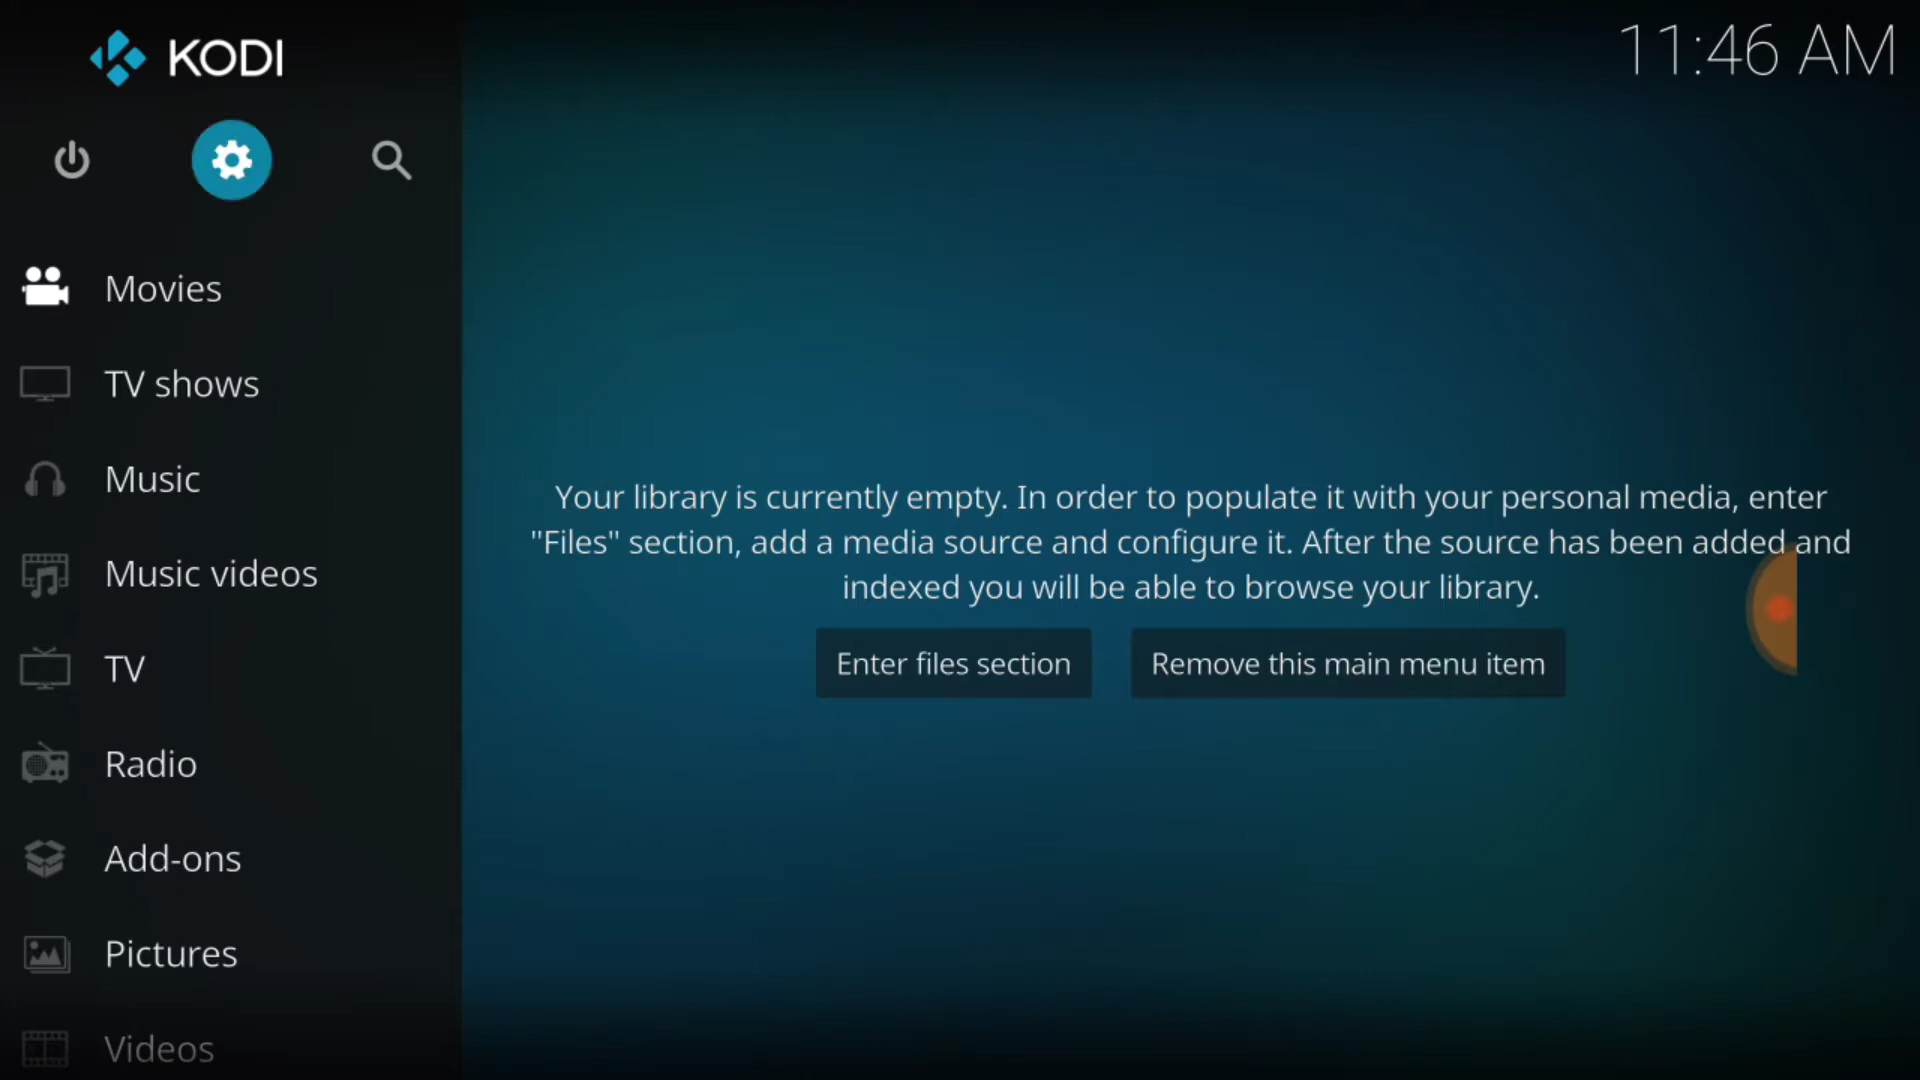 KODI
11:46 AM
Movies
TV shows
Music
Music videos
TV
Radio
Add-ons
Pictures
Videos
Your library is currently empty. In order to populate it with your personal media, enter
"Files" section, add a media source and configure it. After the source has been added and
indexed you will be able to browse your library.
Enter files section
Remove this main menu item